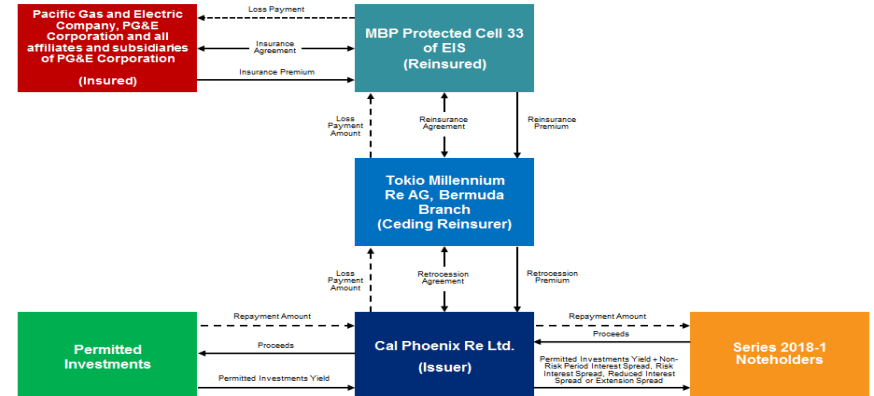 Pacific Gas and Electric
Company, PG&E
Corporation and all
affiliates and subsidiaries
of PG&E Corporation
(Insured)
Loss Payment
Insurance
Agreement
Insurance Premium
MBP Protected Cell 33
of EIS
(Reinsured)
Loss
Payment
Amount
Reinsurance
Agreement
Reinsurance
Premium
Tokio Millennium
Re AG, Bermuda
Branch
(Ceding Reinsurer)
Loss
Payment
Amount
Retrocession
Agreement
Retrocession
Premium
Permitted
Investments
Repayment Amount
Proceeds
Permitted Investments Yield
Cal Phoenix Re Ltd.
(Issuer)
Repayment Amount
Proceeds
Permitted Investments Yield + Non-
Risk Period Interest Spread, Risk
Interest Spread, Reduced Interest
Spread or Extension Spread
Series 2018-1
Noteholders